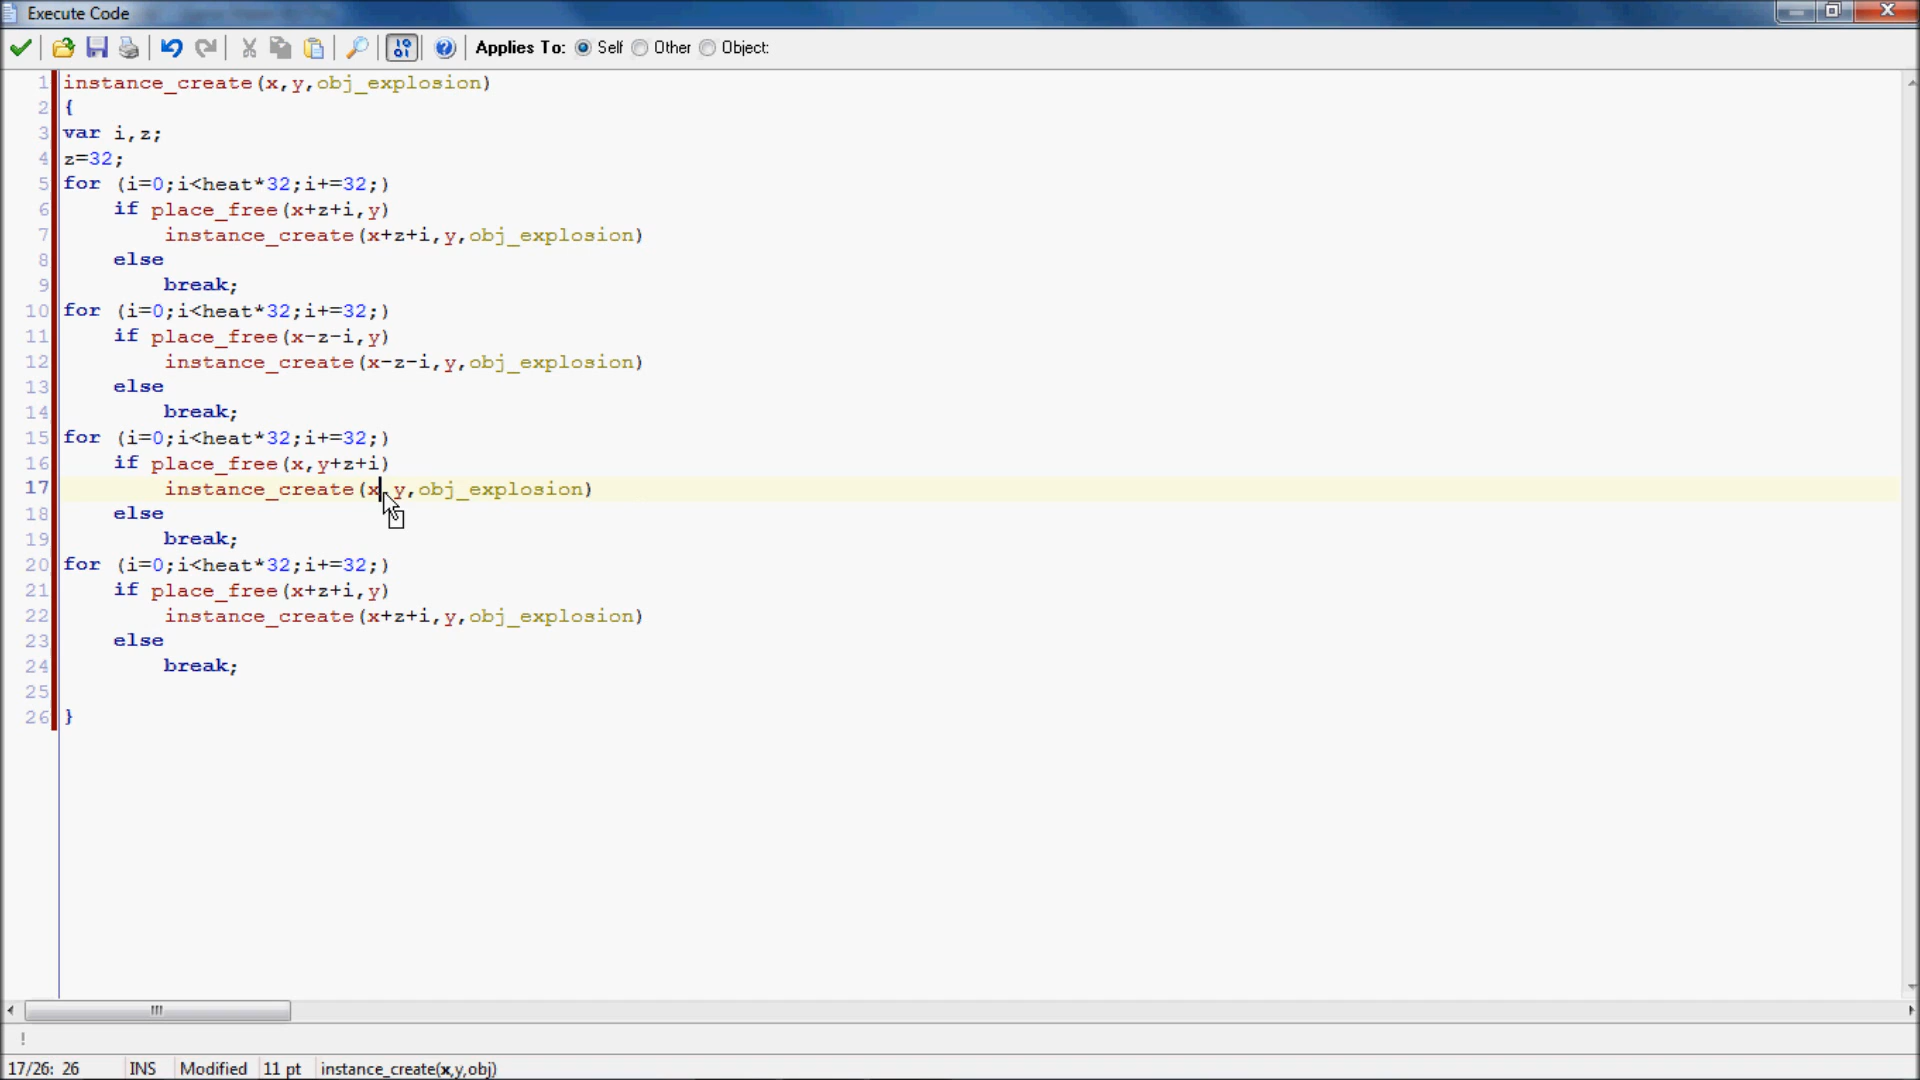 Execute Code
Applies To: Self Other Object:
1 instance_create(x,y,obj_explosion)
2 {
3 var i,z;
4 z=32;
5 for (i=0;i<heat*32;i+=32;)
6 if place_free(x+z+i,y)
7 instance_create(x+z+i,y,obj_explosion)
8 else
9 break;
10 for (i=0;i<heat*32;i+=32;)
11 if place_free(x-z-i,y)
12 instance_create(x-z-i,y,obj_explosion)
13 else
14 break;
15 for (i=0;i<heat*32;i+=32;)
16 if place_free(x,y+z+i)
17 instance_create(x,y,obj_explosion)
18 else
19 break;
20 for (i=0;i<heat*32;i+=32;)
21 if place_free(x+z+i,y)
22 instance_create(x+z+i,y,obj_explosion)
23 else
24 break;
25
26 }
!
17/26: 26 INS Modified 11 pt instance_create(x,y,obj)